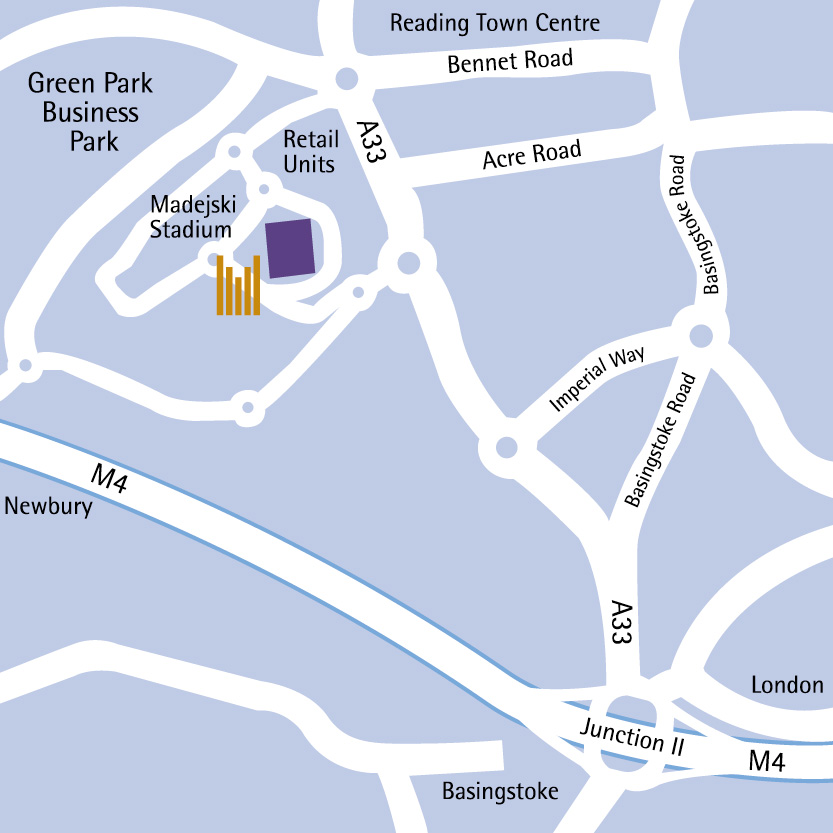 Reading Town Centre
Bennet Road
Green Park
Business
Park
A33
Retail
Units
Acre Road
Basingstoke Road
Madejski
Stadium
Imperial Way
Basingstoke Road
M4
Newbury
A33
London
Junction II
M4
Basingstoke